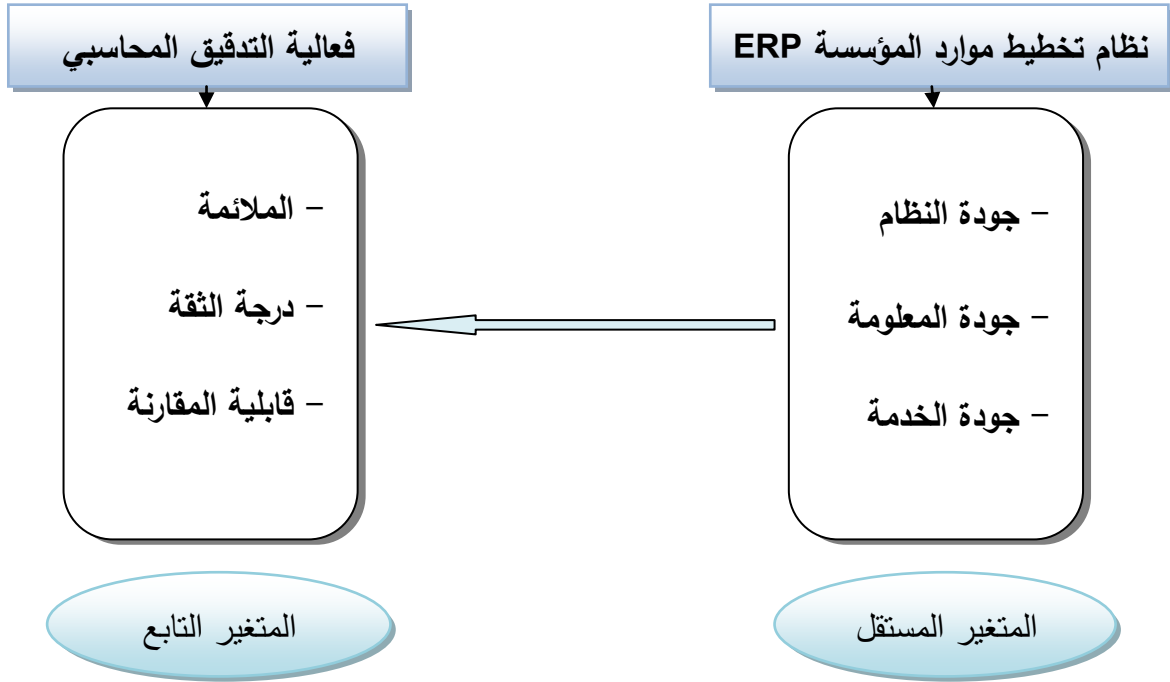 نظام تخطيط موارد المؤسسة ERP
فعالية التدقيق المحاسبي
– جودة النظام
– جودة المعلومة
– جودة الخدمة
– الملائمة
– درجة الثقة
– قابلية المقارنة
المتغير المستقل
المتغير التابع